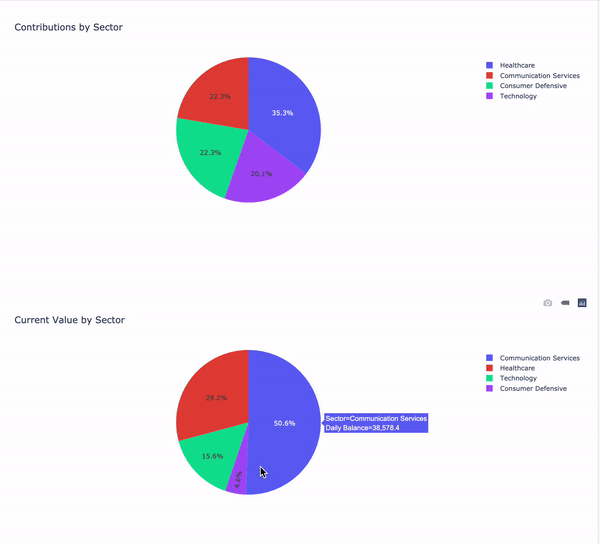 Contributions by Sector
Healthcare
Communication Services
Consumer Defensive
Technology
22.3%
35.3%
22.3%
20.1%
Current Value by Sector
Communication Services
Healthcare
Technology
Consumer Defensive
29.2%
50.6%
Sector=Communication Services
Daily Balance=38,578.4
15.6%
4.6%